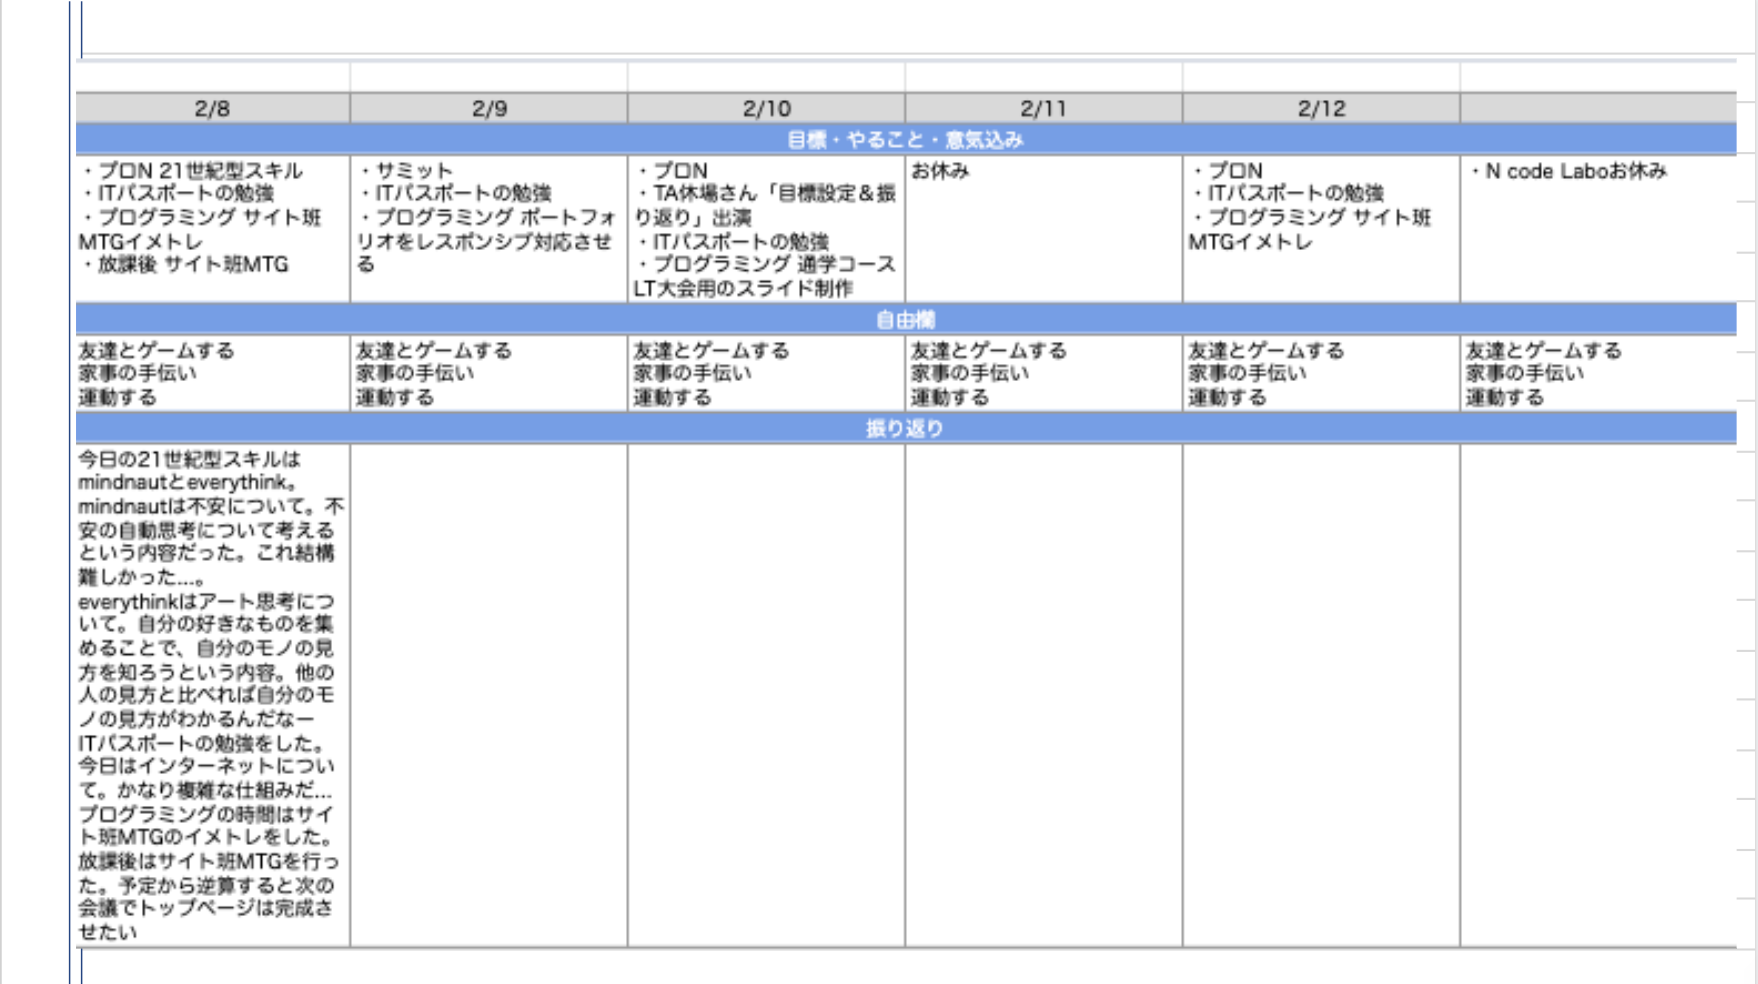 2/8
2/9
2/10
2/11
2/12
目標・やること・意気込み
・プロN 21世紀型スキル
・ITパスポートの勉強
・プログラミング サイト班
MTGイメトレ
・放課後 サイト班MTG
・サミット
・ITパスポートの勉強
・プログラミング ポートフォ
リオをレスポンシブ対応させ
る
・プロN
・TA休場さん「目標設定＆振
り返り」出演
・ITパスポートの勉強
・プログラミング 通学コース
LT大会用のスライド制作
お休み
・プロN
・ITパスポートの勉強
・プログラミング サイト班
MTGイメトレ
・N code Laboお休み
自由欄
友達とゲームする
家事の手伝い
運動する
友達とゲームする
家事の手伝い
運動する
友達とゲームする
家事の手伝い
運動する
友達とゲームする
家事の手伝い
運動する
友達とゲームする
家事の手伝い
運動する
友達とゲームする
家事の手伝い
運動する
振り返り
今日の21世紀型スキルは
mindnautとeverythink。
mindnautは不安について。不
安の自動思考について考える
という内容だった。これ結構
難しかった...。
everythinkはアート思考につ
いて。自分の好きなものを集
めることで、自分のモノの見
方を知ろうという内容。他の
人の見方と比べれば自分のモ
ノの見方がわかるんだなー
ITパスポートの勉強をした。
今日はインターネットについ
て。かなり複雑な仕組みだ...
プログラミングの時間はサイ
ト班MTGのイメトレをした。
放課後はサイト班MTGを行っ
た。予定から逆算すると次の
会議でトップページは完成さ
せたい